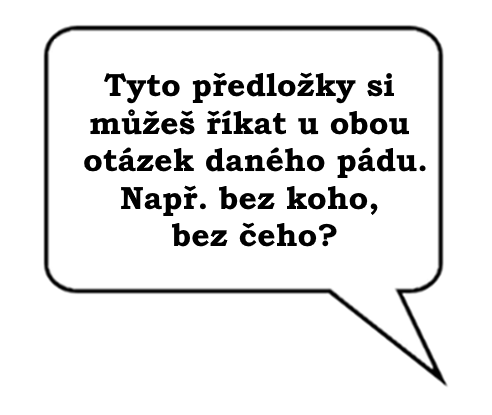 Tyto předložky si
můžeš říkat u obou
otázek daného pádu.
Např. bez koho,
bez čeho?